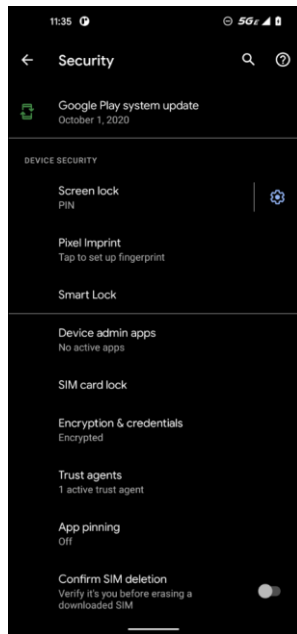 11:35
5GE
Security
Google Play system update
October 1, 2020
DEVICE SECURITY
Screen lock
PIN
Pixel Imprint
Tap to set up fingerprint
Smart Lock
Device admin apps
No active apps
SIM card lock
Encryption & credentials
Encrypted
Trust agents
1 active trust agent
App pinning
Off
Confirm SIM deletion
Verify it's you before erasing a
downloaded SIM